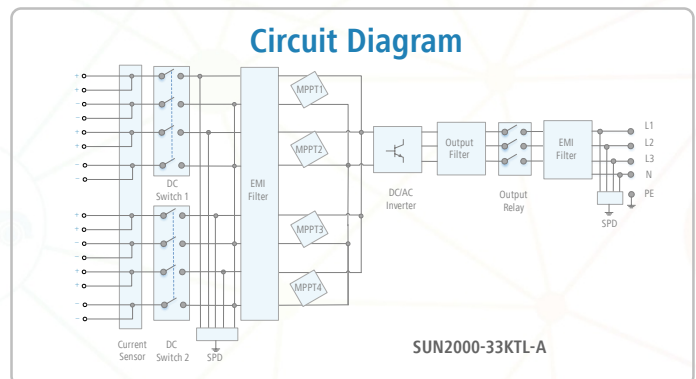 Circuit Diagram
+
+
−
−
+
+
−
−
+
+
−
−
+
+
−
−
Current
Sensor
DC
Switch 1
DC
Switch 2
SPD
EMI
Filter
MPPT1
MPPT2
MPPT3
MPPT4
DC/AC
Inverter
Output
Filter
Output
Relay
EMI
Filter
SPD
L1
L2
L3
N
PE
SUN2000-33KTL-A